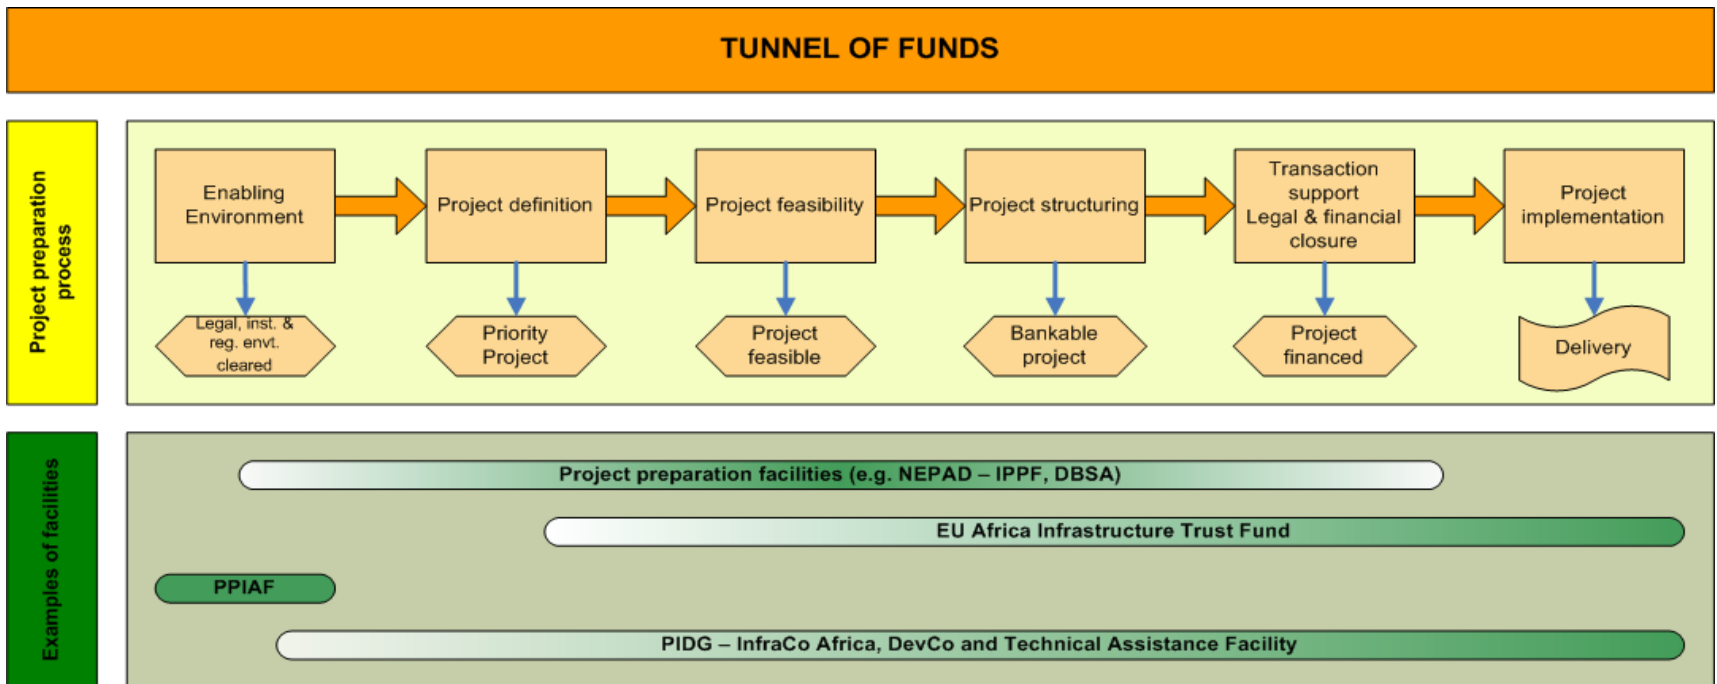 TUNNEL OF FUNDS
Project preparation
process
Enabling
Environment
Project definition
Project feasibility
Project structuring
Transaction
support
Legal & financial
closure
Project
implementation
Legal, inst. &
reg. envt.
cleared
Priority
Project
Project
feasible
Bankable
project
Project
financed
Delivery
Examples of facilities
Project preparation facilities (e.g. NEPAD – IPPF, DBSA)
EU Africa Infrastructure Trust Fund
PPIAF
PIDG – InfraCo Africa, DevCo and Technical Assistance Facility